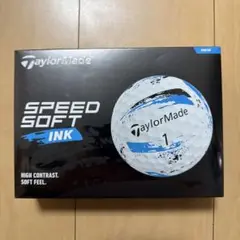 TaylorMade
SPEED
SOFT
INK
TaylorMade
1
HIGH CONTRAST.
SOFT FEEL.